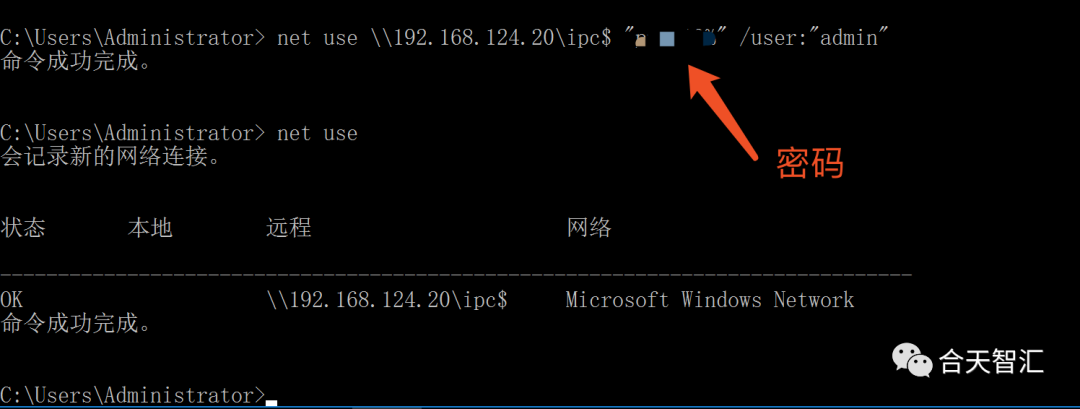 C:\Users\Administrator> net use \\192.168.124.20\ipc$ "" /user:"admin"
命令成功完成。
C:\Users\Administrator> net use
会记录新的网络连接。
密码
状态 本地 远程 网络
-------------------------------------------------------------------------------
OK \\192.168.124.20\ipc$ Microsoft Windows Network
命令成功完成。
合天智汇
C:\Users\Administrator>